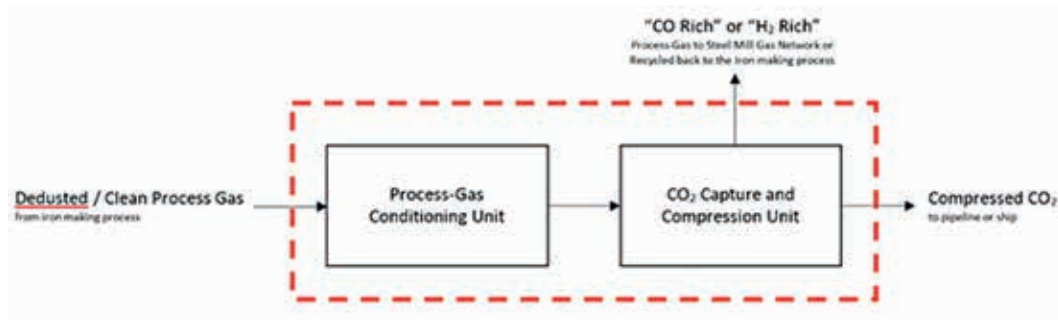 “CO Rich” or “H₂ Rich”
Process-Gas to Steel Mill Gas Network or
Recycled back to the iron making process
Dedusted / Clean Process Gas
from iron making process
Process-Gas
Conditioning Unit
CO₂ Capture and
Compression Unit
Compressed CO₂
to pipeline or ship